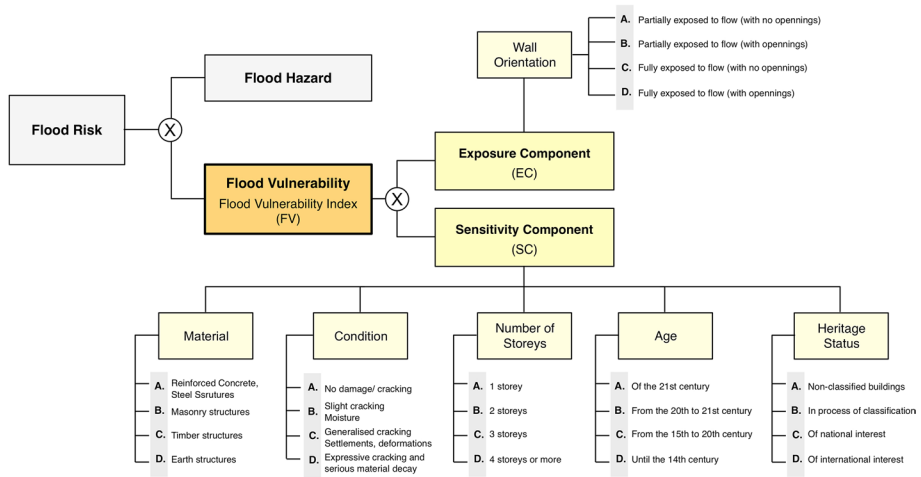 Flood Risk
X
Flood Hazard
Flood Vulnerability
Flood Vulnerability Index
(FV)
X
Exposure Component
(EC)
Wall
Orientation
A. Partially exposed to flow (with no opennings)
B. Partially exposed to flow (with opennings)
C. Fully exposed to flow (with no opennings)
D. Fully exposed to flow (with opennings)
Sensitivity Component
(SC)
Material
A. Reinforced Concrete,
Steel Ssrutures
B. Masonry structures
C. Timber structures
D. Earth structures
Condition
A. No damage/ cracking
B. Slight cracking
Moisture
C. Generalised cracking
Settlements, deformations
D. Expressive cracking and
serious material decay
Number of
Storeys
A. 1 storey
B. 2 storeys
C. 3 storeys
D. 4 storeys or more
Age
A. Of the 21st century
B. From the 20th to 21st century
C. From the 15th to 20th century
D. Until the 14th century
Heritage
Status
A. Non-classified buildings
B. In process of classification
C. Of national interest
D. Of international interest